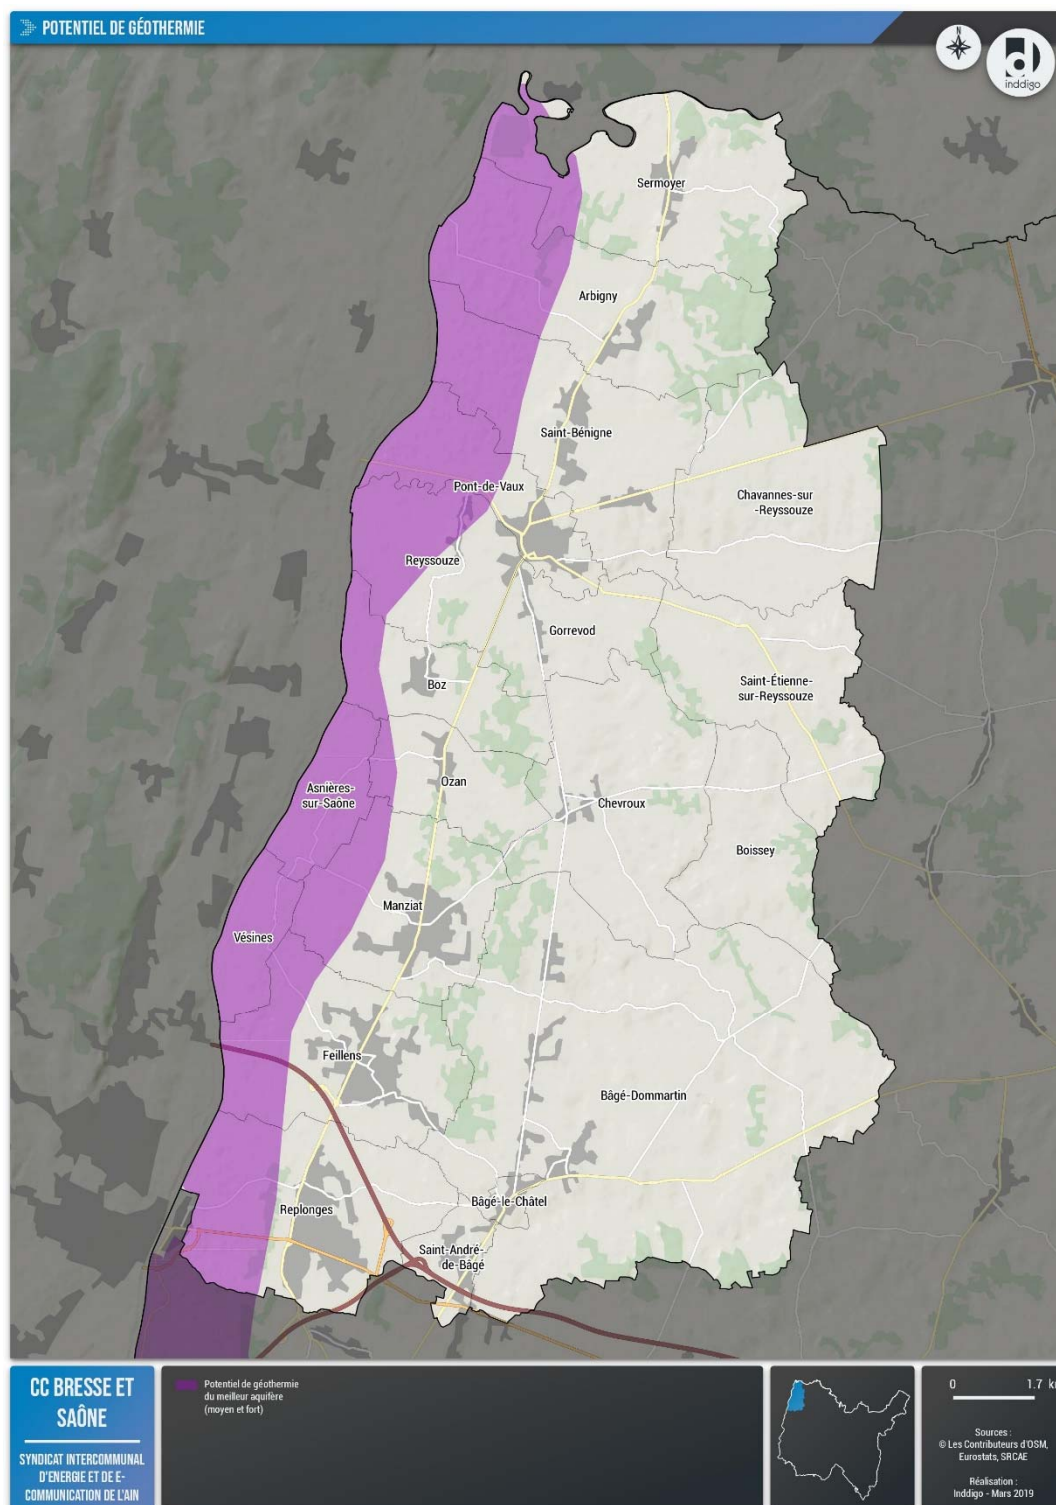 POTENTIEL DE GÉOTHERMIE
N
inddigo
Sermoyer
Arbigny
Saint-Bénigne
Pont-de-Vaux
Chavannes-sur
-Reyssouze
Reyssouze
Gorrevod
Boz
Saint-Étienne-
sur-Reyssouze
Ozan
Asnières-
sur-Saône
Chevroux
Boissey
Manziat
Vésines
Feillens
Bâgé-Dommartin
Bâgé-le-Châtel
Replonges
Saint-André-
de-Bâgé
CC BRESSE ET
SAÔNE
SYNDICAT INTERCOMMUNAL
D'ENERGIE ET DE E-
COMMUNICATION DE L'AIN
Potentiel de géothermie
du meilleur aquifère
(moyen et fort)
0 1.7 k
Sources :
© Les Contributeurs d'OSM,
Eurostats, SRCAE
Réalisation :
Inddigo - Mars 2019